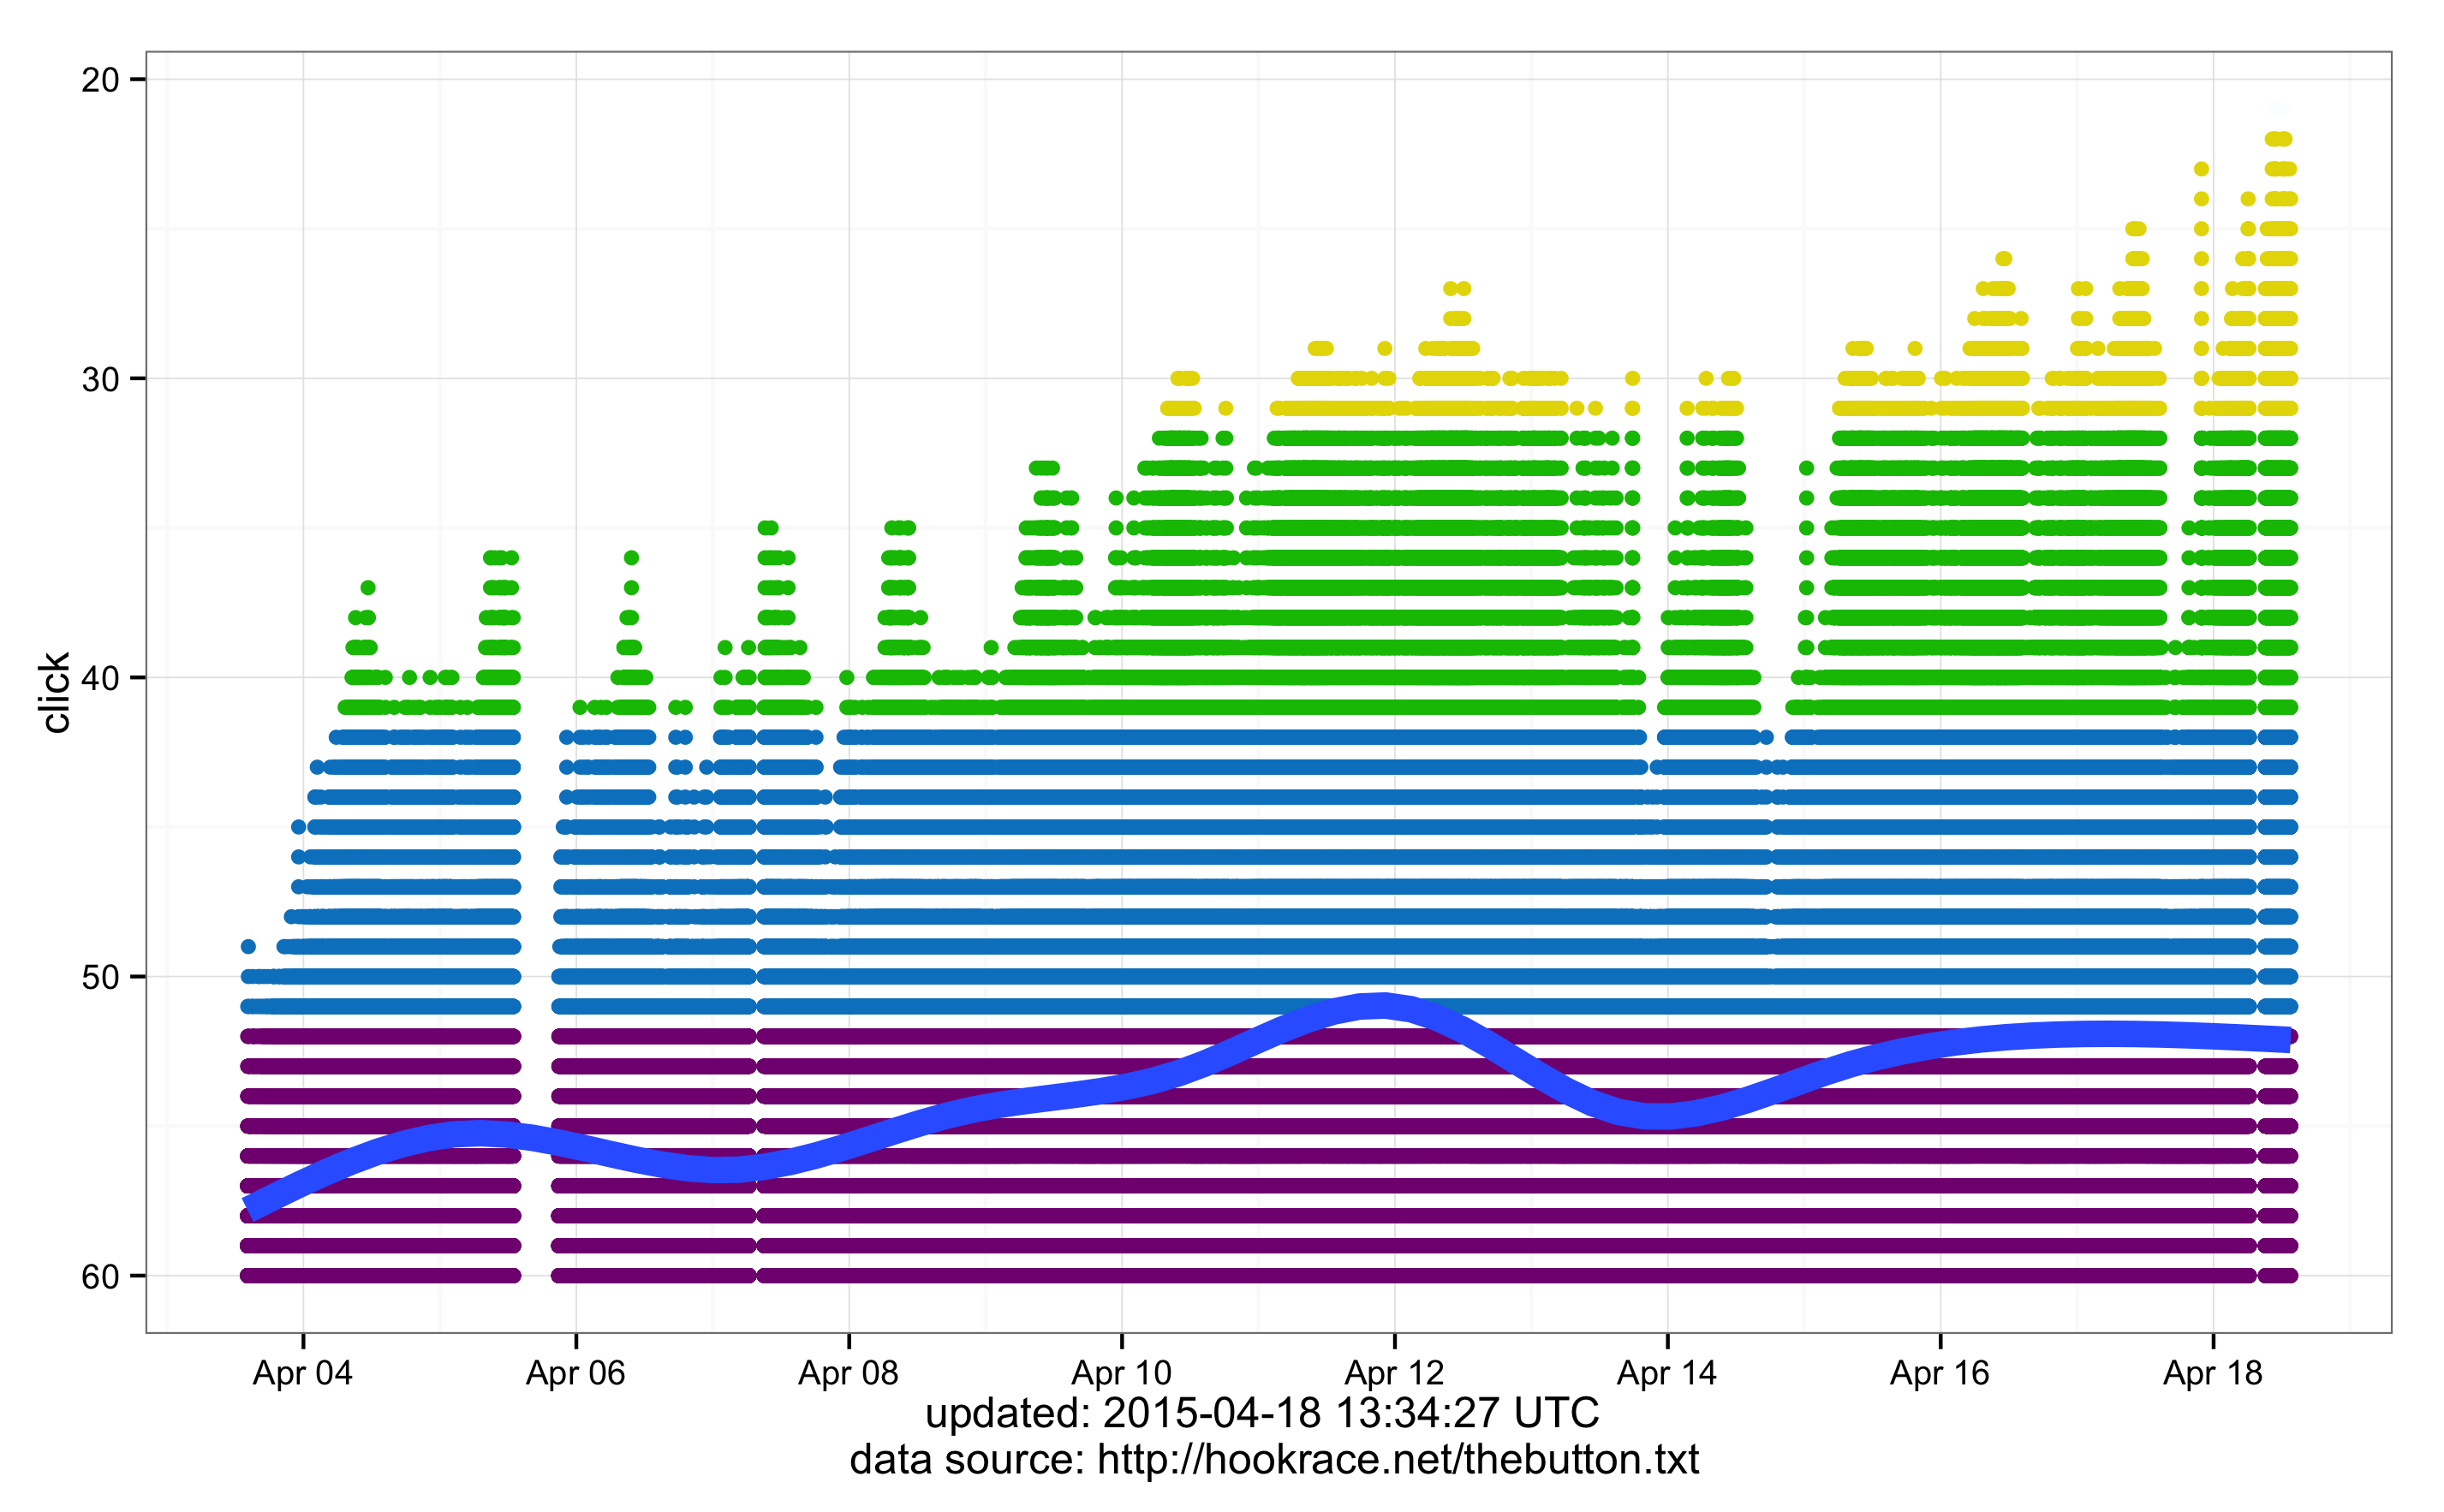 20
30
40
50
60
click
Apr 04 Apr 06 Apr 08 Apr 10 Apr 12 Apr 14 Apr 16 Apr 18
updated: 2015-04-18 13:34:27 UTC
data source: http://hookrace.net/thebutton.txt